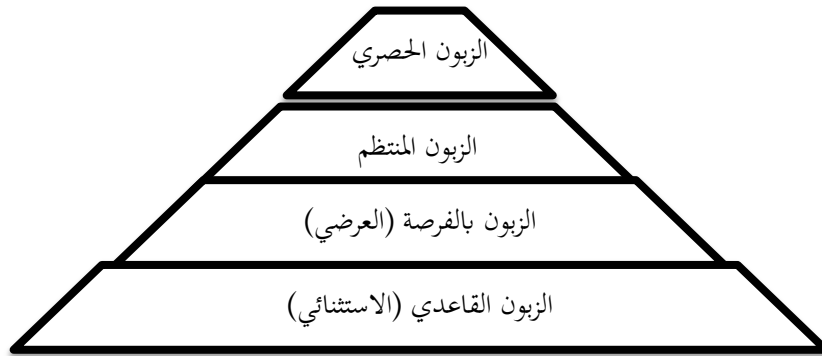 الزبون الحصري
الزبون المنتظم
الزبون بالفرصة (العرضي)
الزبون القاعدي (الاستثنائي)